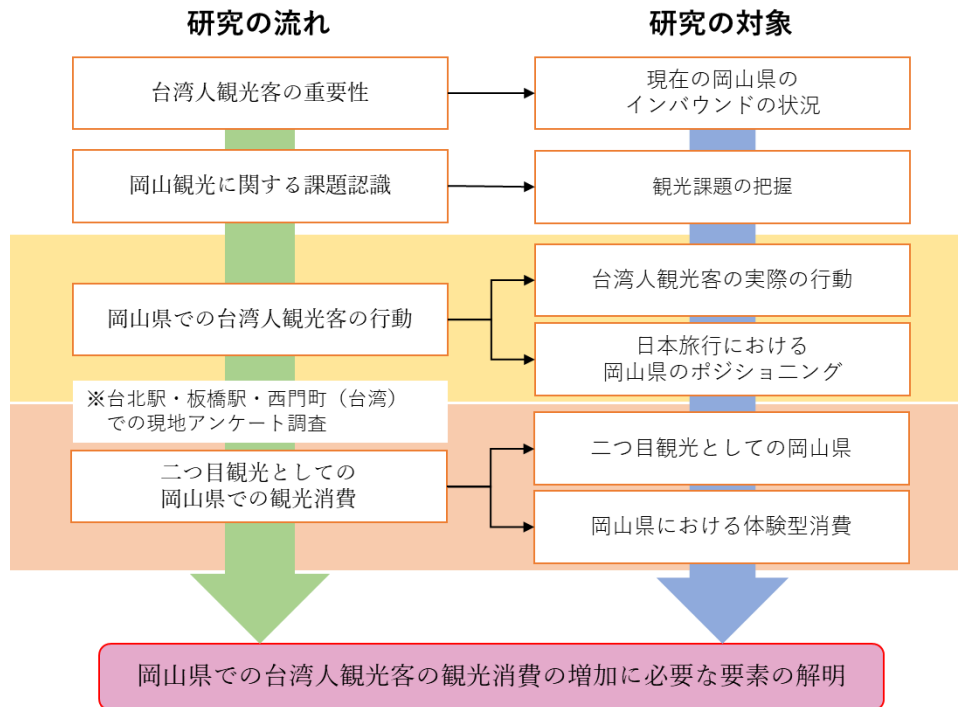 研究の流れ
研究の対象
台湾人観光客の重要性
現在の岡山県の
インバウンドの状況
岡山観光に関する課題認識
観光課題の把握
岡山県での台湾人観光客の行動
台湾人観光客の実際の行動
日本旅行における
岡山県のポジショニング
※台北駅・板橋駅・西門町（台湾）
での現地アンケート調査
二つ目観光としての
岡山県での観光消費
二つ目観光としての岡山県
岡山県における体験型消費
岡山県での台湾人観光客の観光消費の増加に必要な要素の解明